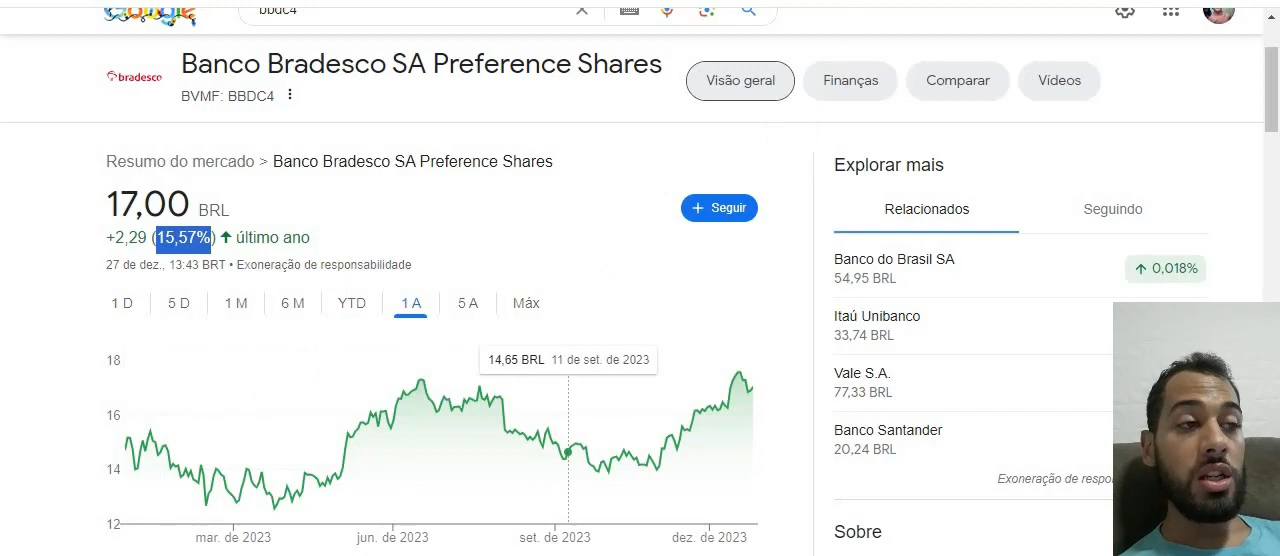 bbdc4
Banco Bradesco SA Preference Shares
bradesco
BVMF: BBDC4
Visão geral
Finanças
Comparar
Vídeos
Resumo do mercado > Banco Bradesco SA Preference Shares
17,00 BRL
+ Seguir
+2,29 (15,57%) ↑ último ano
27 de dez., 13:43 BRT • Exoneração de responsabilidade
1 D
5 D
1 M
6 M
YTD
1 A
5 A
Máx
14,65 BRL 11 de set. de 2023
18
16
14
12
mar. de 2023
jun. de 2023
set. de 2023
dez. de 2023
Explorar mais
Relacionados
Seguindo
Banco do Brasil SA
54,95 BRL
↑ 0,018%
Itaú Unibanco
33,74 BRL
Vale S.A.
77,33 BRL
Banco Santander
20,24 BRL
Exoneração de respo
Sobre